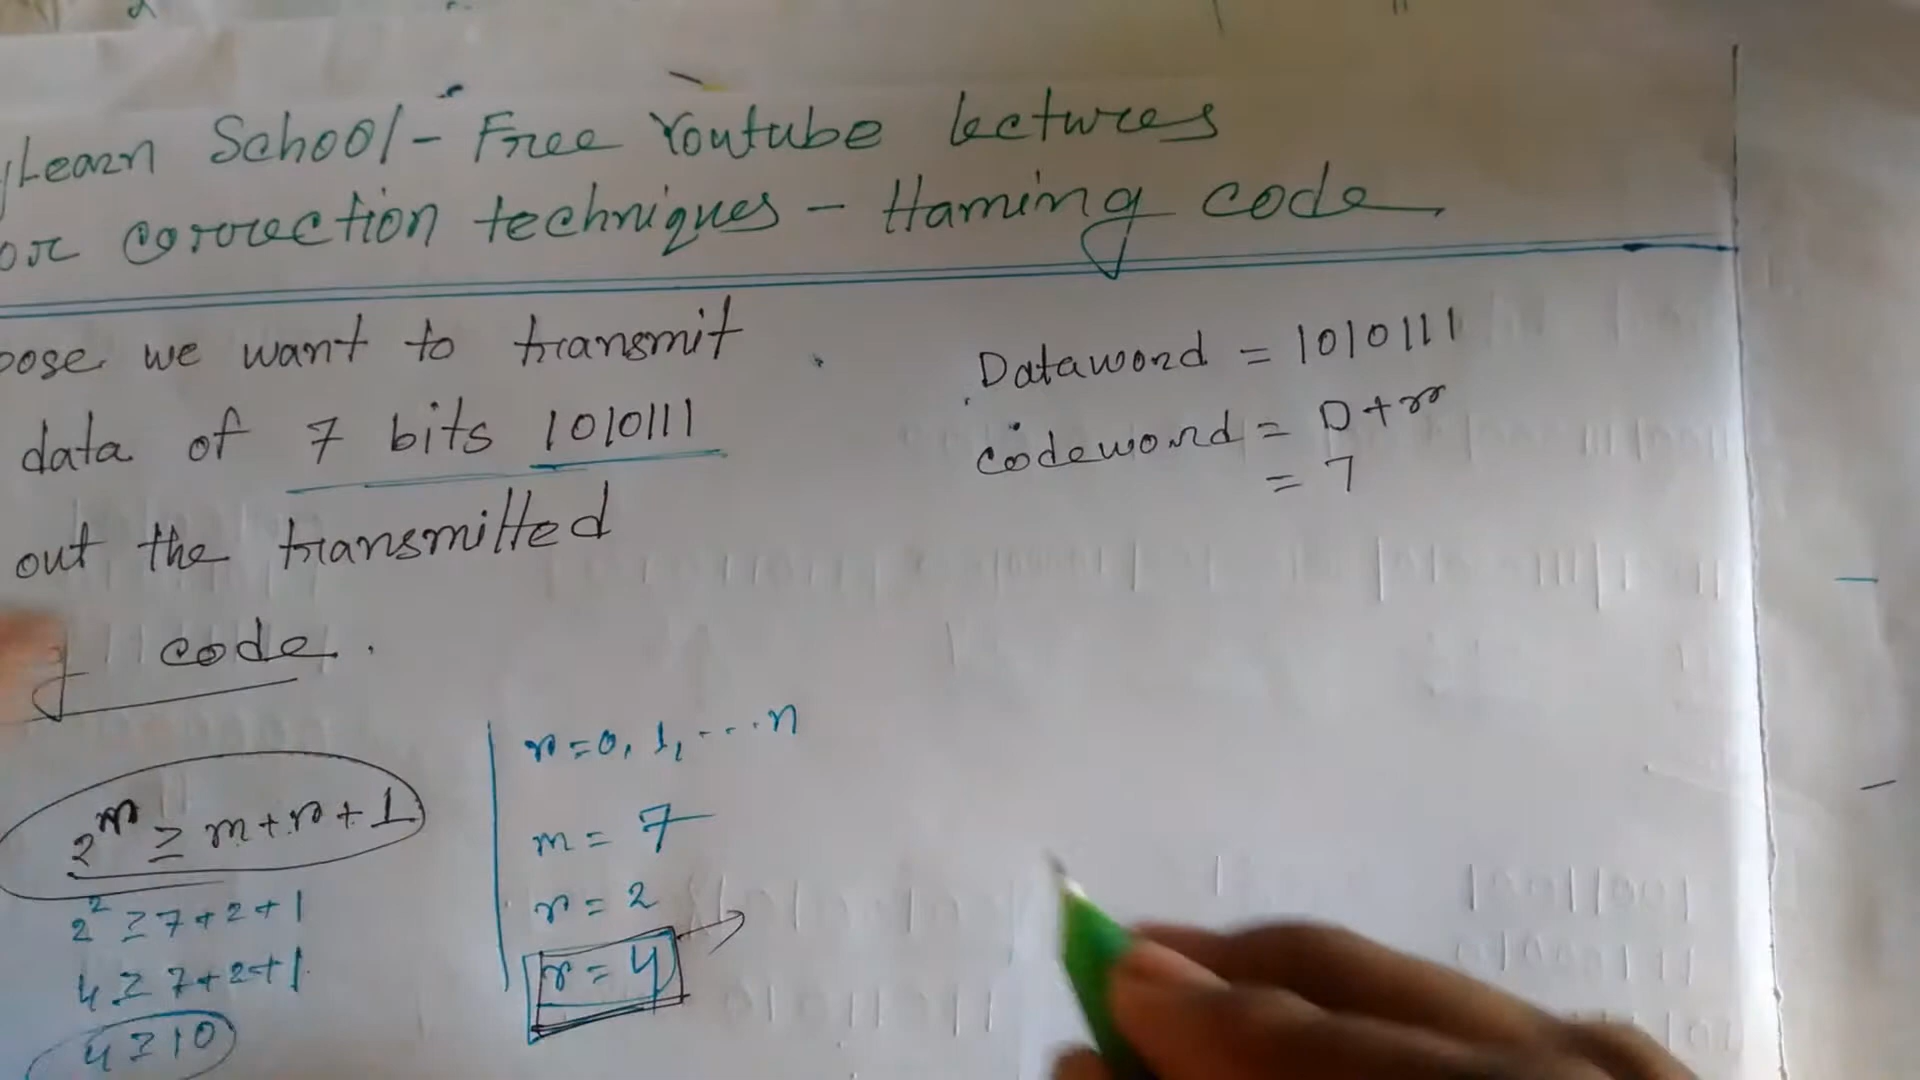 Learn School - Free Youtube lectures
correction techniques - Haming code
we want to transmit
data of 7 bits 1010111
out the transmitted
code.
Dataword = 1010111
codeword = D+r
= 7
2^r ≥ m+r+1
2^2 ≥ 7+2+1
4 ≥ 7+2+1
4 ≥ 10
r=0, 1, ... n
m = 7
r = 2
r = 4